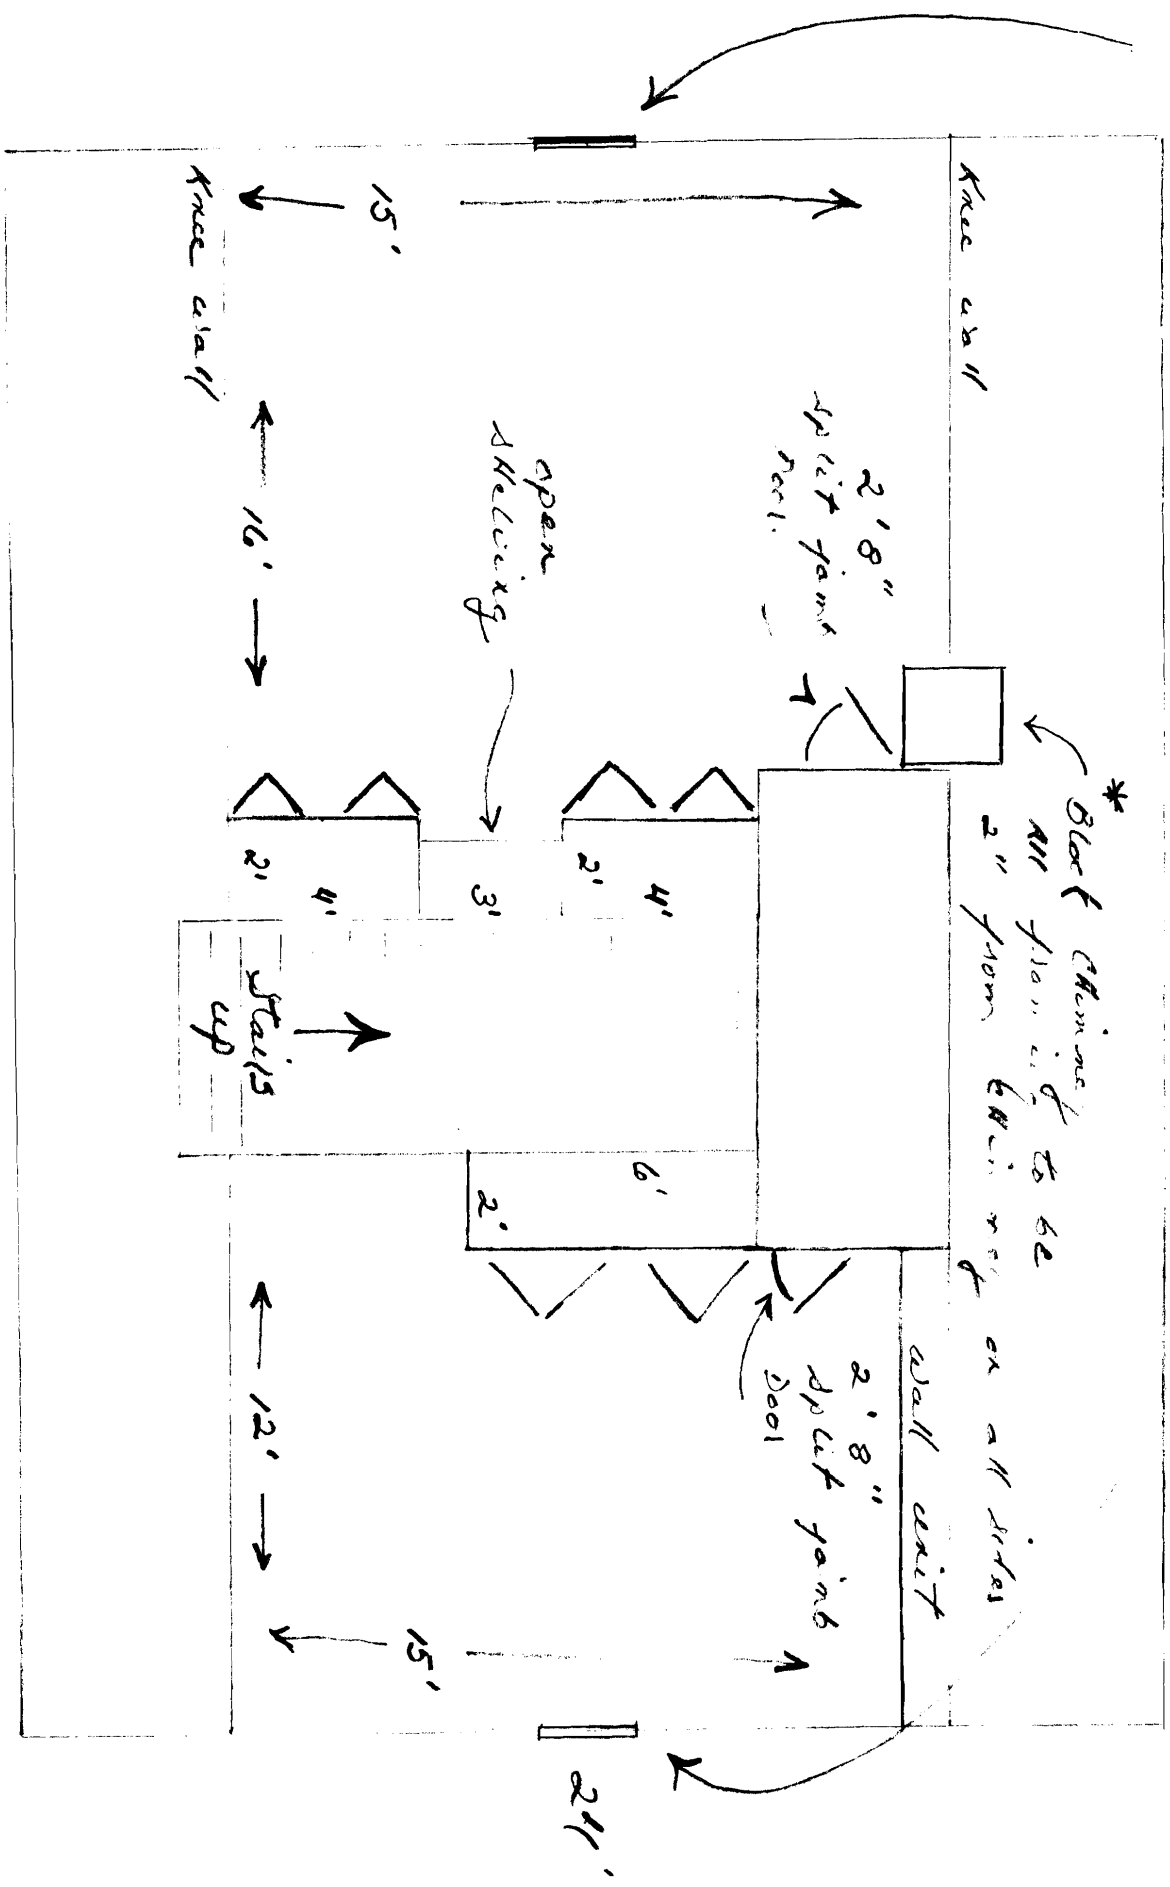 Knee wall
2'8"
split jamb
Door
* Block Chimney
All framing to be
2" from chimney on all sides
wall unit
2'8"
split jamb
Door
15'
open
shelving
4'
2'
3'
4'
2'
6'
2'
Stairs
up
15'
24'
16'
12'
Knee wall